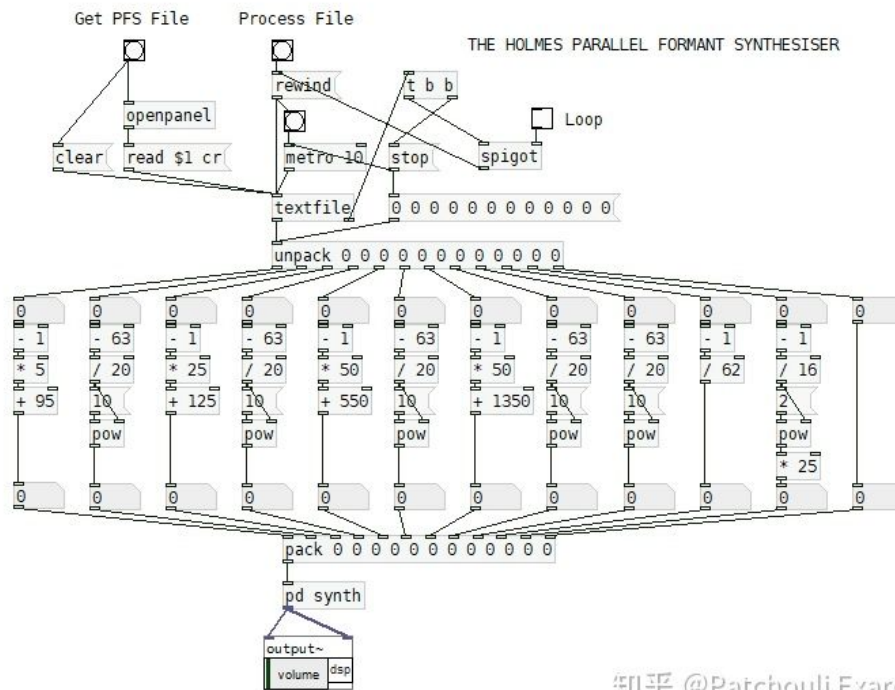 Get PFS File Process File
THE HOLMES PARALLEL FORMANT SYNTHESISER
rewind t b b
openpanel Loop
clear read $1 cr metro 10 stop spigot
textfile 0 0 0 0 0 0 0 0 0 0 0 0
unpack 0 0 0 0 0 0 0 0 0 0 0 0
0 0 0 0 0 0 0 0 0 0 0 0
- 1 - 63 - 1 - 63 - 1 - 63 - 1 - 63 - 63 - 1 - 1
* 5 / 20 * 25 / 20 * 50 / 20 * 50 / 20 / 20 / 62 / 16
+ 95 10 + 125 10 + 550 10 + 1350 10 10 2
pow pow pow pow pow pow
* 25
0 0 0 0 0 0 0 0 0 0 0 0
pack 0 0 0 0 0 0 0 0 0 0 0 0
pd synth
output~
volume dsp
知乎 @Patchouli Exar